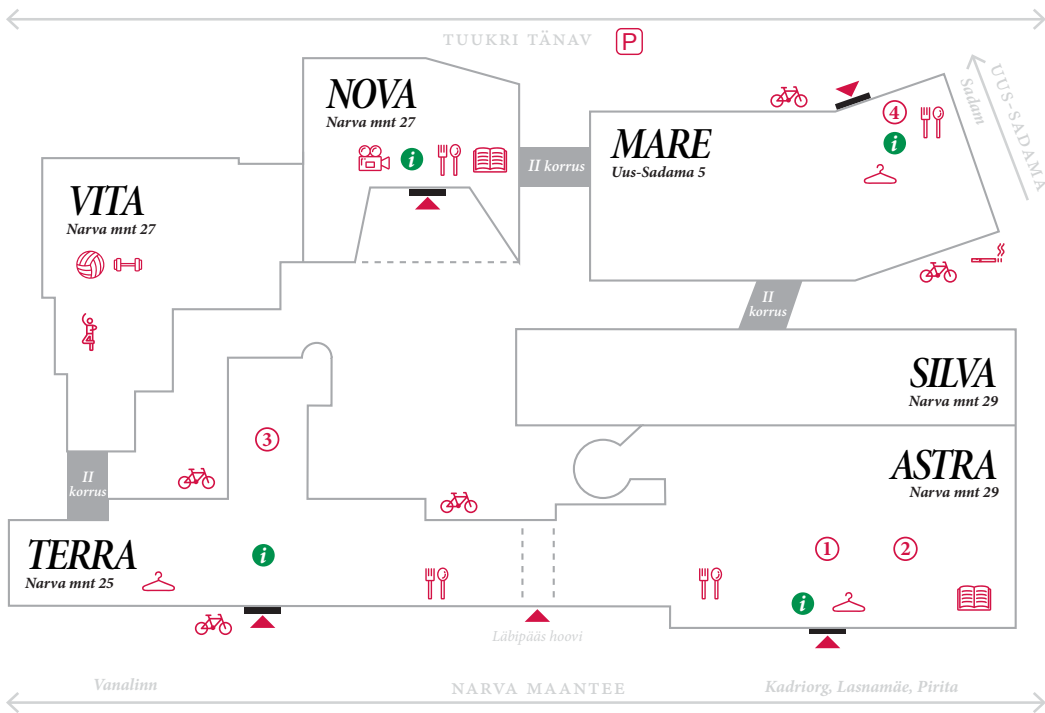 TUUKRI TÄNAV
P
UUS-SADAMA
Sadam
NOVA
Narva mnt 27
i
II korrus
MARE
Uus-Sadama 5
4
i
VITA
Narva mnt 27
II
korrus
SILVA
Narva mnt 29
3
ASTRA
Narva mnt 29
II
korrus
TERRA
Narva mnt 25
i
1
2
i
Läbipääs hoovi
Vanalinn
NARVA MAANTEE
Kadriorg, Lasnamäe, Pirita